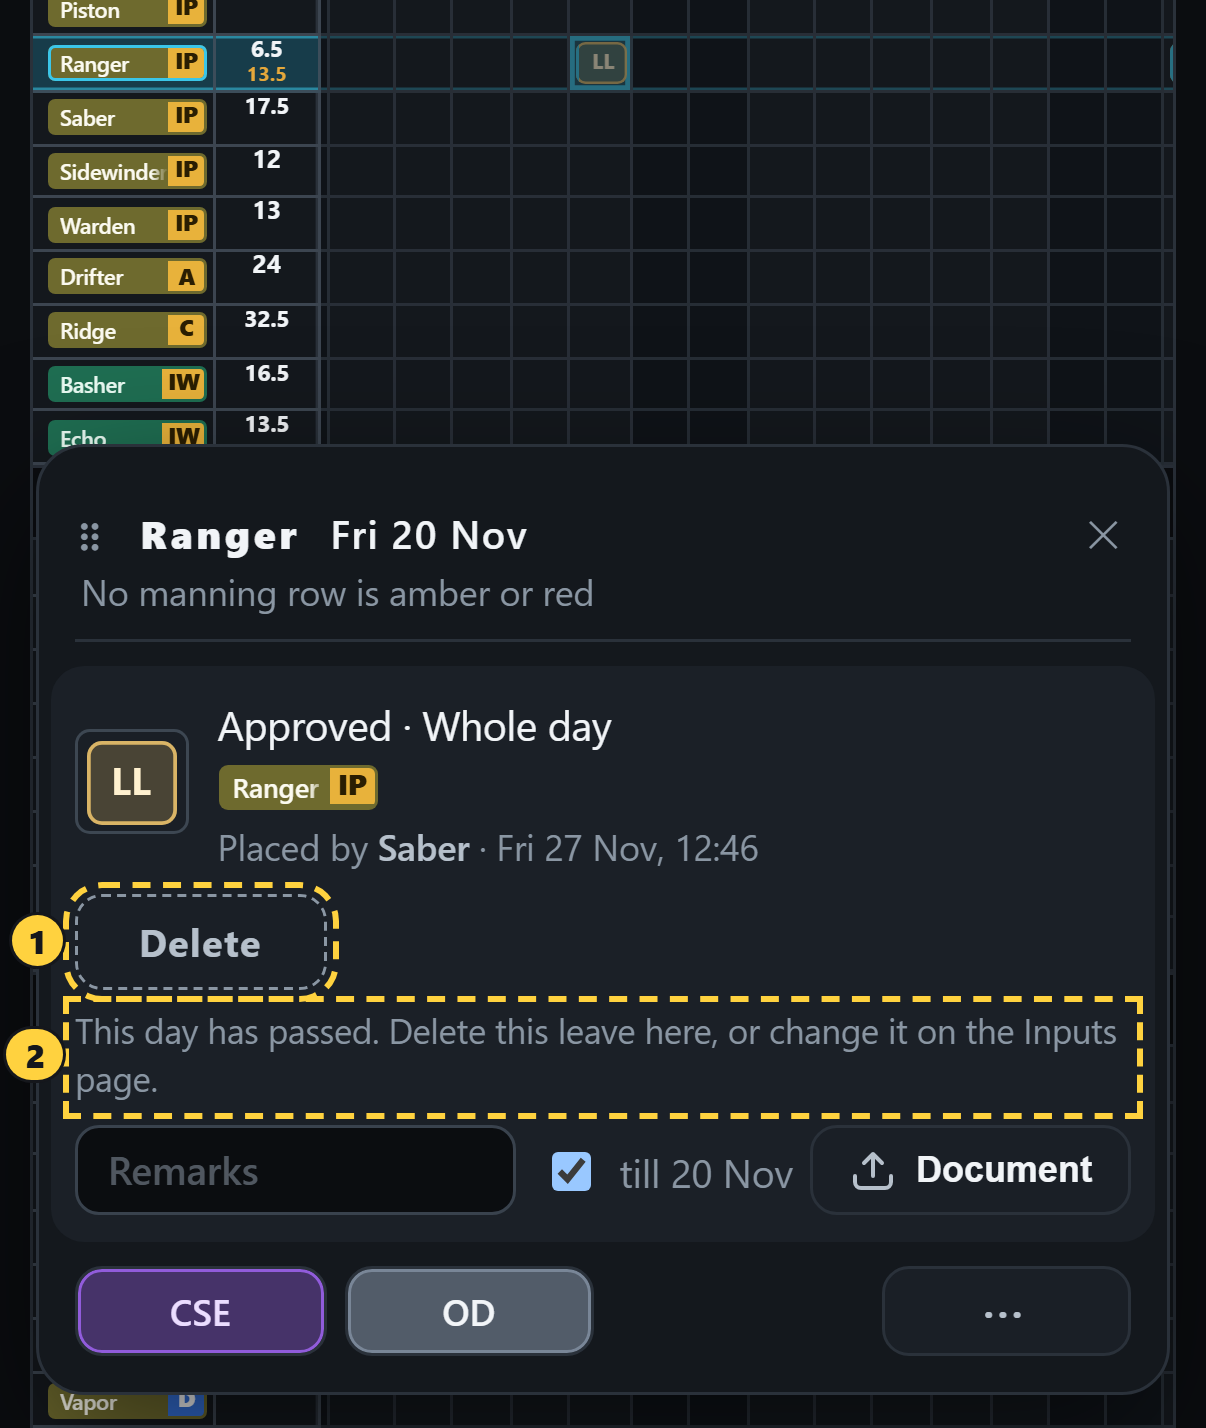 Piston IP
Ranger IP 6.5 LL
13.5
Saber IP 17.5
Sidewinder IP 12
Warden IP 13
Drifter A 24
Ridge C 32.5
Basher IW 16.5
Echo IW 13.5
Ranger Fri 20 Nov
No manning row is amber or red
Approved · Whole day
LL
Ranger IP
Placed by Saber · Fri 27 Nov, 12:46
1 Delete
2 This day has passed. Delete this leave here, or change it on the Inputs
page.
Remarks till 20 Nov Document
CSE OD ...
Vapor D